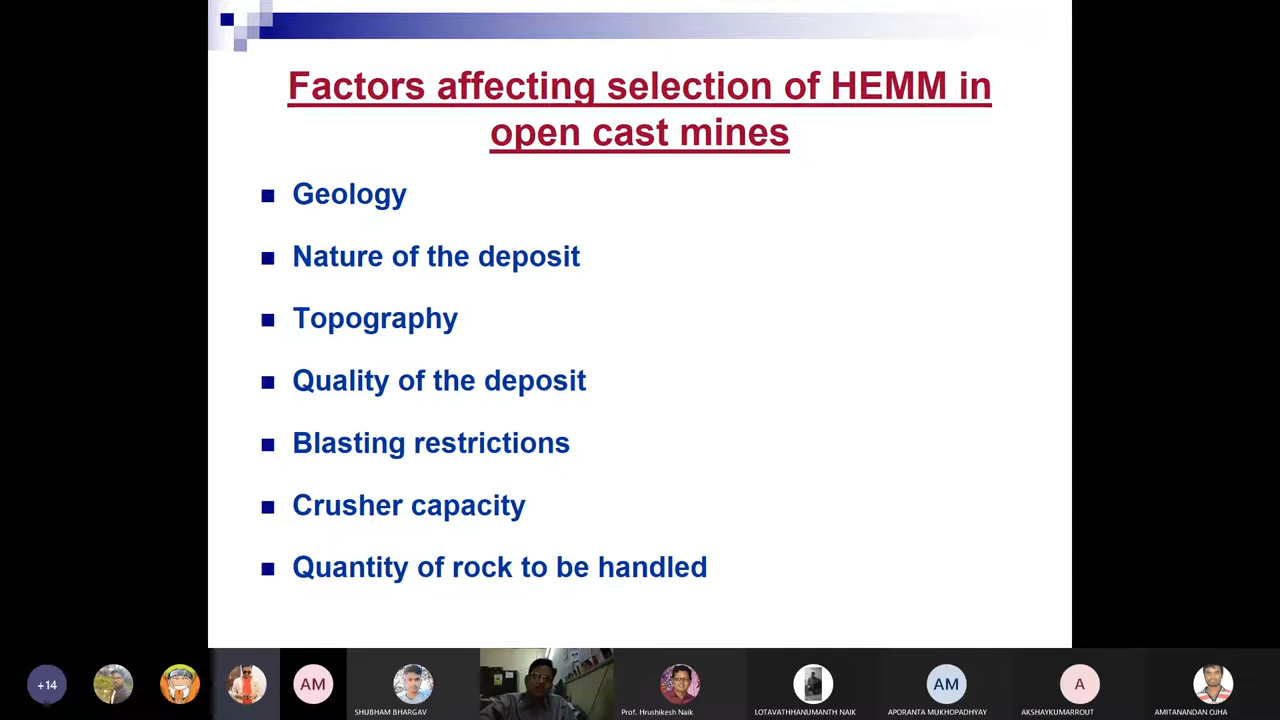 Factors affecting selection of HEMM in
open cast mines
Geology
Nature of the deposit
Topography
Quality of the deposit
Blasting restrictions
Crusher capacity
Quantity of rock to be handled
+14
AM
SHUBHAM BHARGAV
Prof. Hrushikesh Naik
LOTAVATHHANUMANTH NAIK
AM
APORANTA MUKHOPADHYAY
A
AKSHAYKUMARROUT
AMITANANDAN OJHA